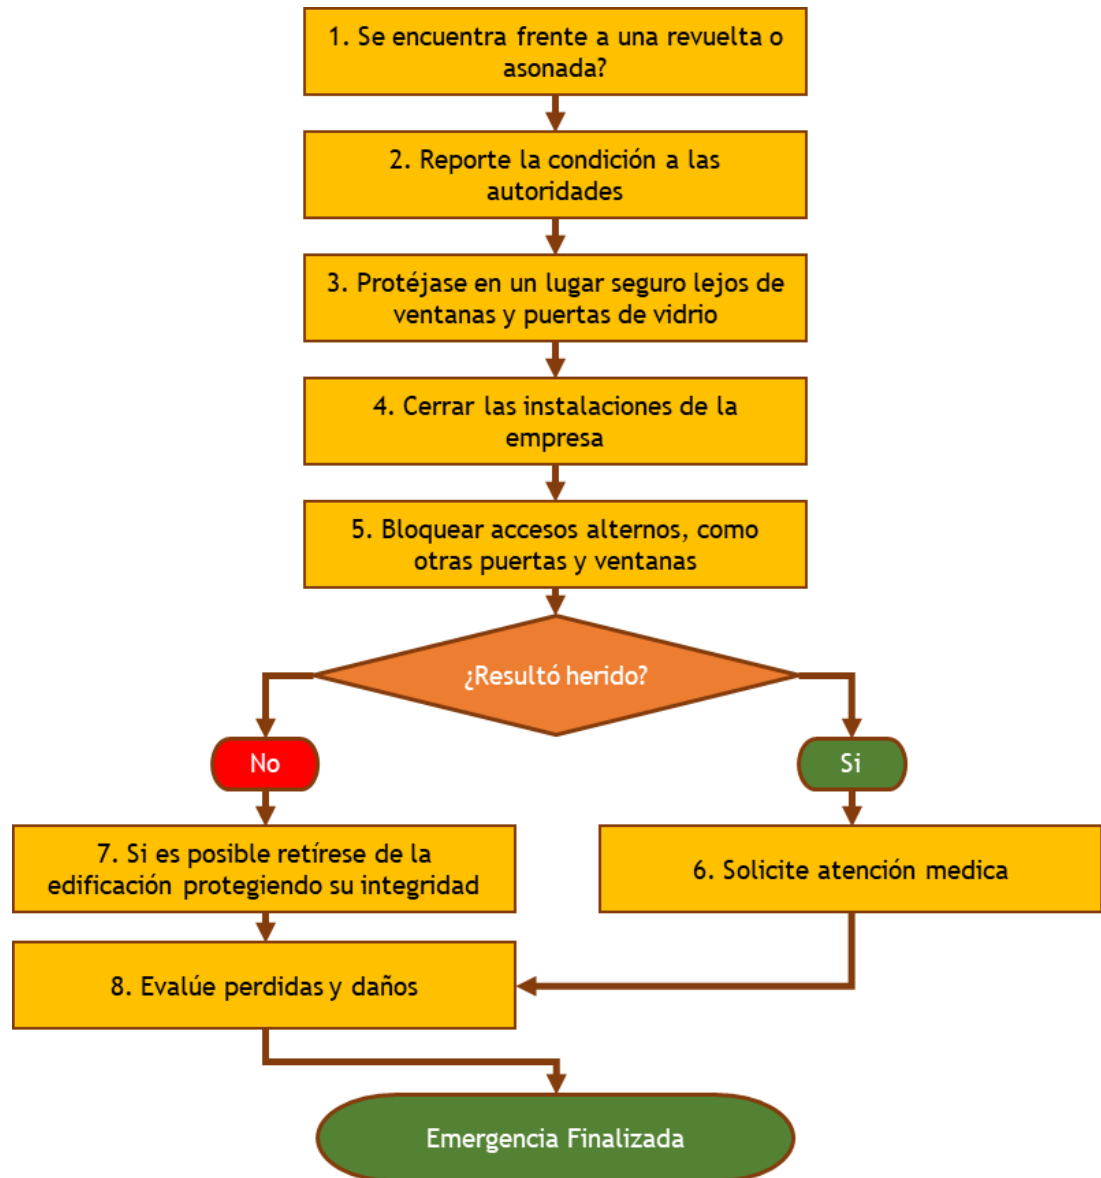 1. Se encuentra frente a una revuelta o
asonada?
2. Reporte la condición a las
autoridades
3. Protéjase en un lugar seguro lejos de
ventanas y puertas de vidrio
4. Cerrar las instalaciones de la
empresa
5. Bloquear accesos alternos, como
otras puertas y ventanas
¿Resultó herido?
No
Si
7. Si es posible retírese de la
edificación protegiendo su integridad
6. Solicite atención medica
8. Evalúe perdidas y daños
Emergencia Finalizada